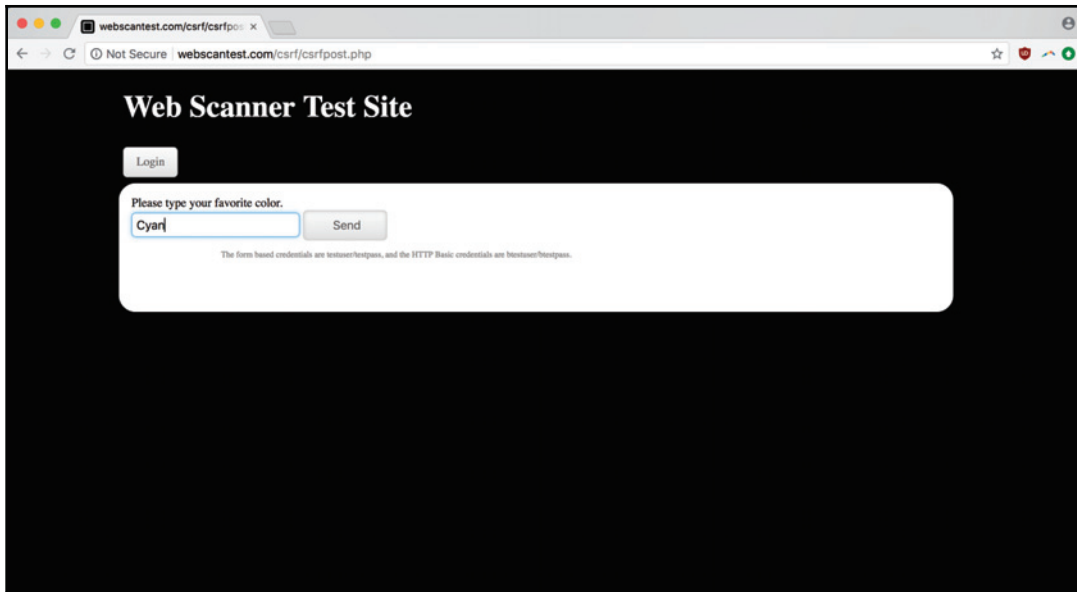 webscantest.com/csrf/csrfpos
Not Secure webscantest.com/csrf/csrfpost.php
Web Scanner Test Site
Login
Please type your favorite color.
Cyan
Send
The form based credentials are testuser/testpass, and the HTTP Basic credentials are btestuser/btestpass.